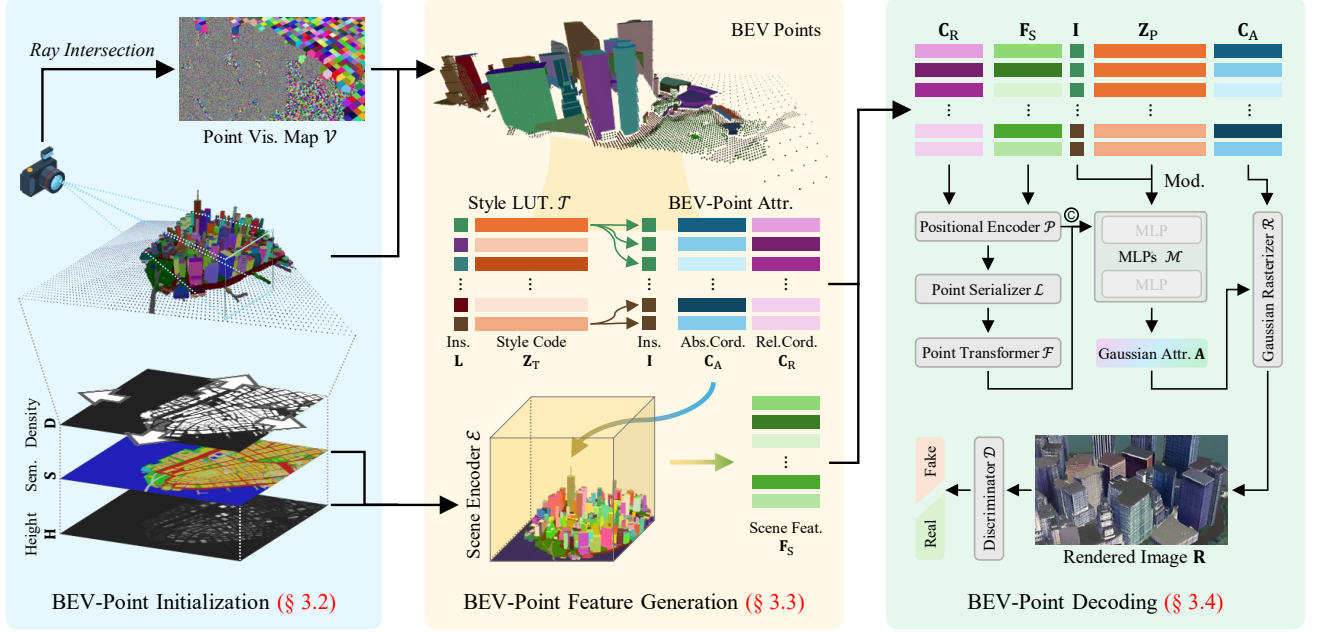 Ray Intersection
Point Vis. Map 𝒱
Density
D
Sem.
S
Height
H
BEV-Point Initialization (§ 3.2)
BEV Points
Style LUT. 𝒯
BEV-Point Attr.
Ins.
L
Style Code
Z_T
Ins.
I
Abs.Cord.
C_A
Rel.Cord.
C_R
Scene Encoder ℰ
Scene Feat.
F_S
BEV-Point Feature Generation (§ 3.3)
C_R F_S I Z_P C_A
Mod.
Positional Encoder 𝒫
©
MLP
MLPs ℳ
MLP
Point Serializer ℒ
Point Transformer ℱ
Gaussian Attr. A
Gaussian Rasterizer ℛ
Fake
Real
Discriminator 𝒟
Rendered Image R
BEV-Point Decoding (§ 3.4)